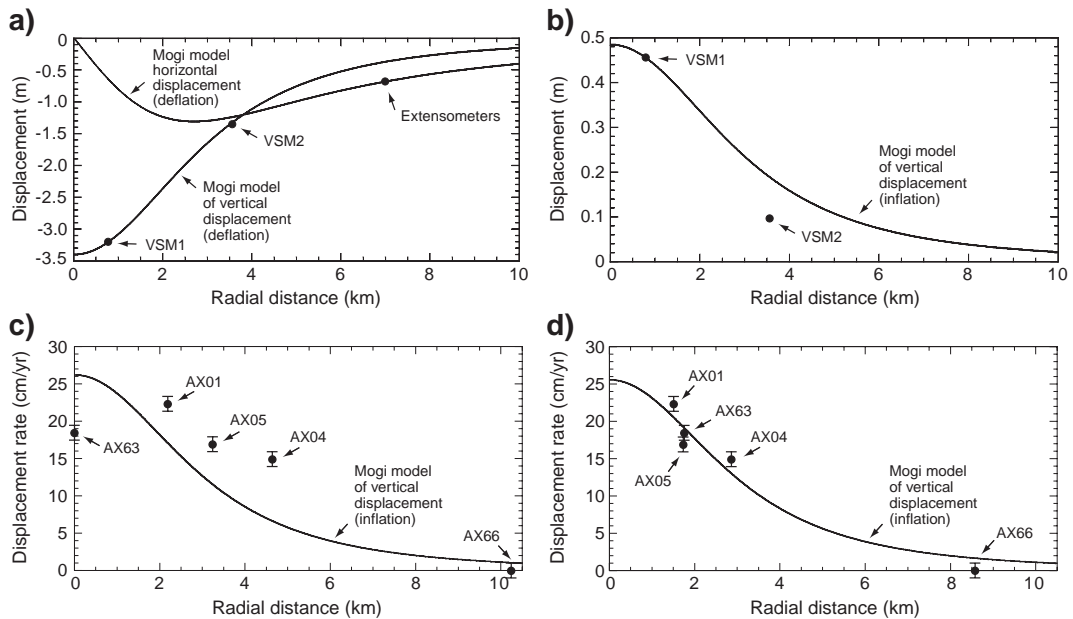 a)
Displacement (m)
0
-0.5
-1.0
-1.5
-2.0
-2.5
-3.0
-3.5
Mogi model
horizontal
displacement
(deflation)
Extensometers
VSM2
Mogi model
of vertical
displacement
(deflation)
VSM1
0 2 4 6 8 10
Radial distance (km)
b)
Displacement (m)
0.5
0.4
0.3
0.2
0.1
0
VSM1
Mogi model
of vertical
displacement
(inflation)
VSM2
0 2 4 6 8 10
Radial distance (km)
c)
Displacement rate (cm/yr)
30
25
20
15
10
5
0
AX01
AX63
AX05
AX04
Mogi model
of vertical
displacement
(inflation)
AX66
0 2 4 6 8 10
Radial distance (km)
d)
Displacement rate (cm/yr)
30
25
20
15
10
5
0
AX01
AX63
AX04
AX05
Mogi model
of vertical
displacement
(inflation)
AX66
0 2 4 6 8 10
Radial distance (km)